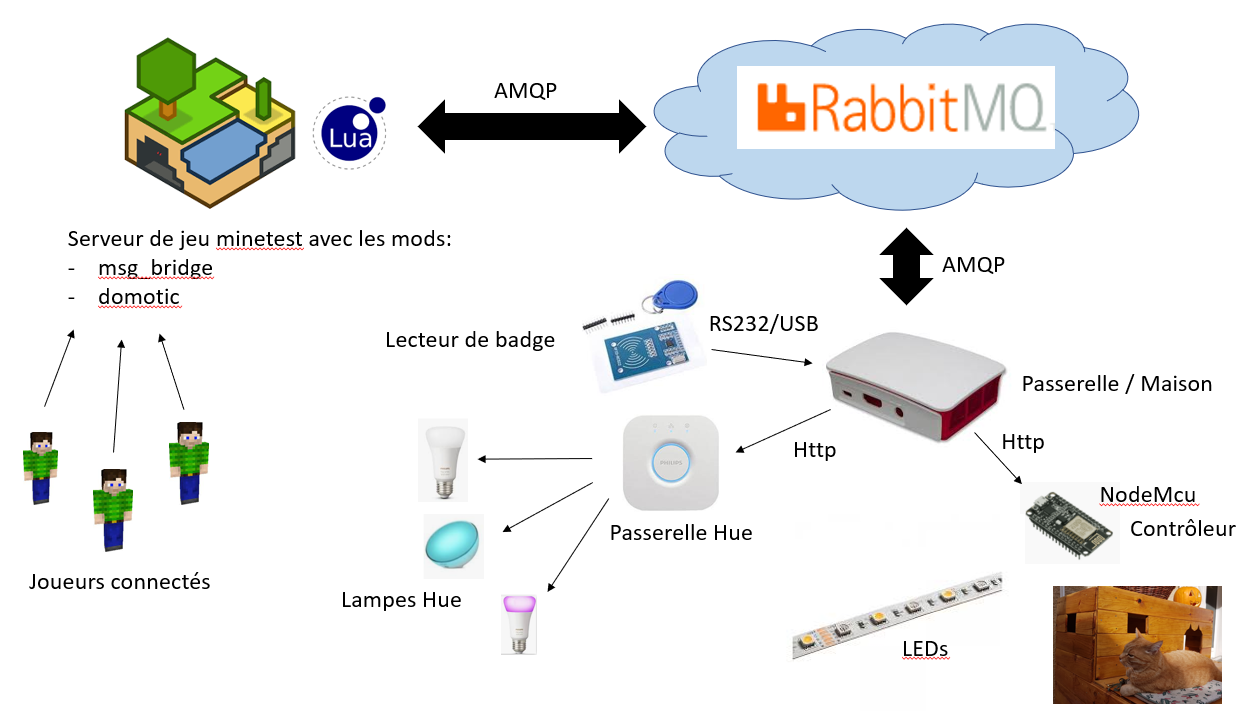 AMQP
RabbitMQ
Lua
Serveur de jeu minetest avec les mods:
- msg_bridge
- domotic
AMQP
Lecteur de badge
RS232/USB
Passerelle / Maison
Http
Http
NodeMcu
Contrôleur
Passerelle Hue
PHILIPS
Joueurs connectés
Lampes Hue
LEDs